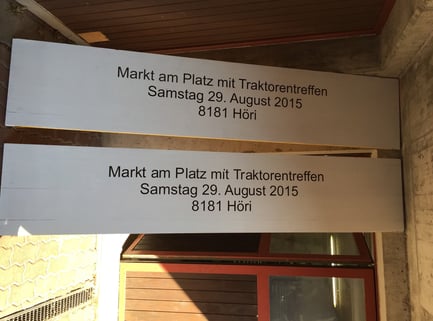 Markt am Platz mit Traktorentreffen
Samstag 29. August 2015
8181 Höri
Markt am Platz mit Traktorentreffen
Samstag 29. August 2015
8181 Höri